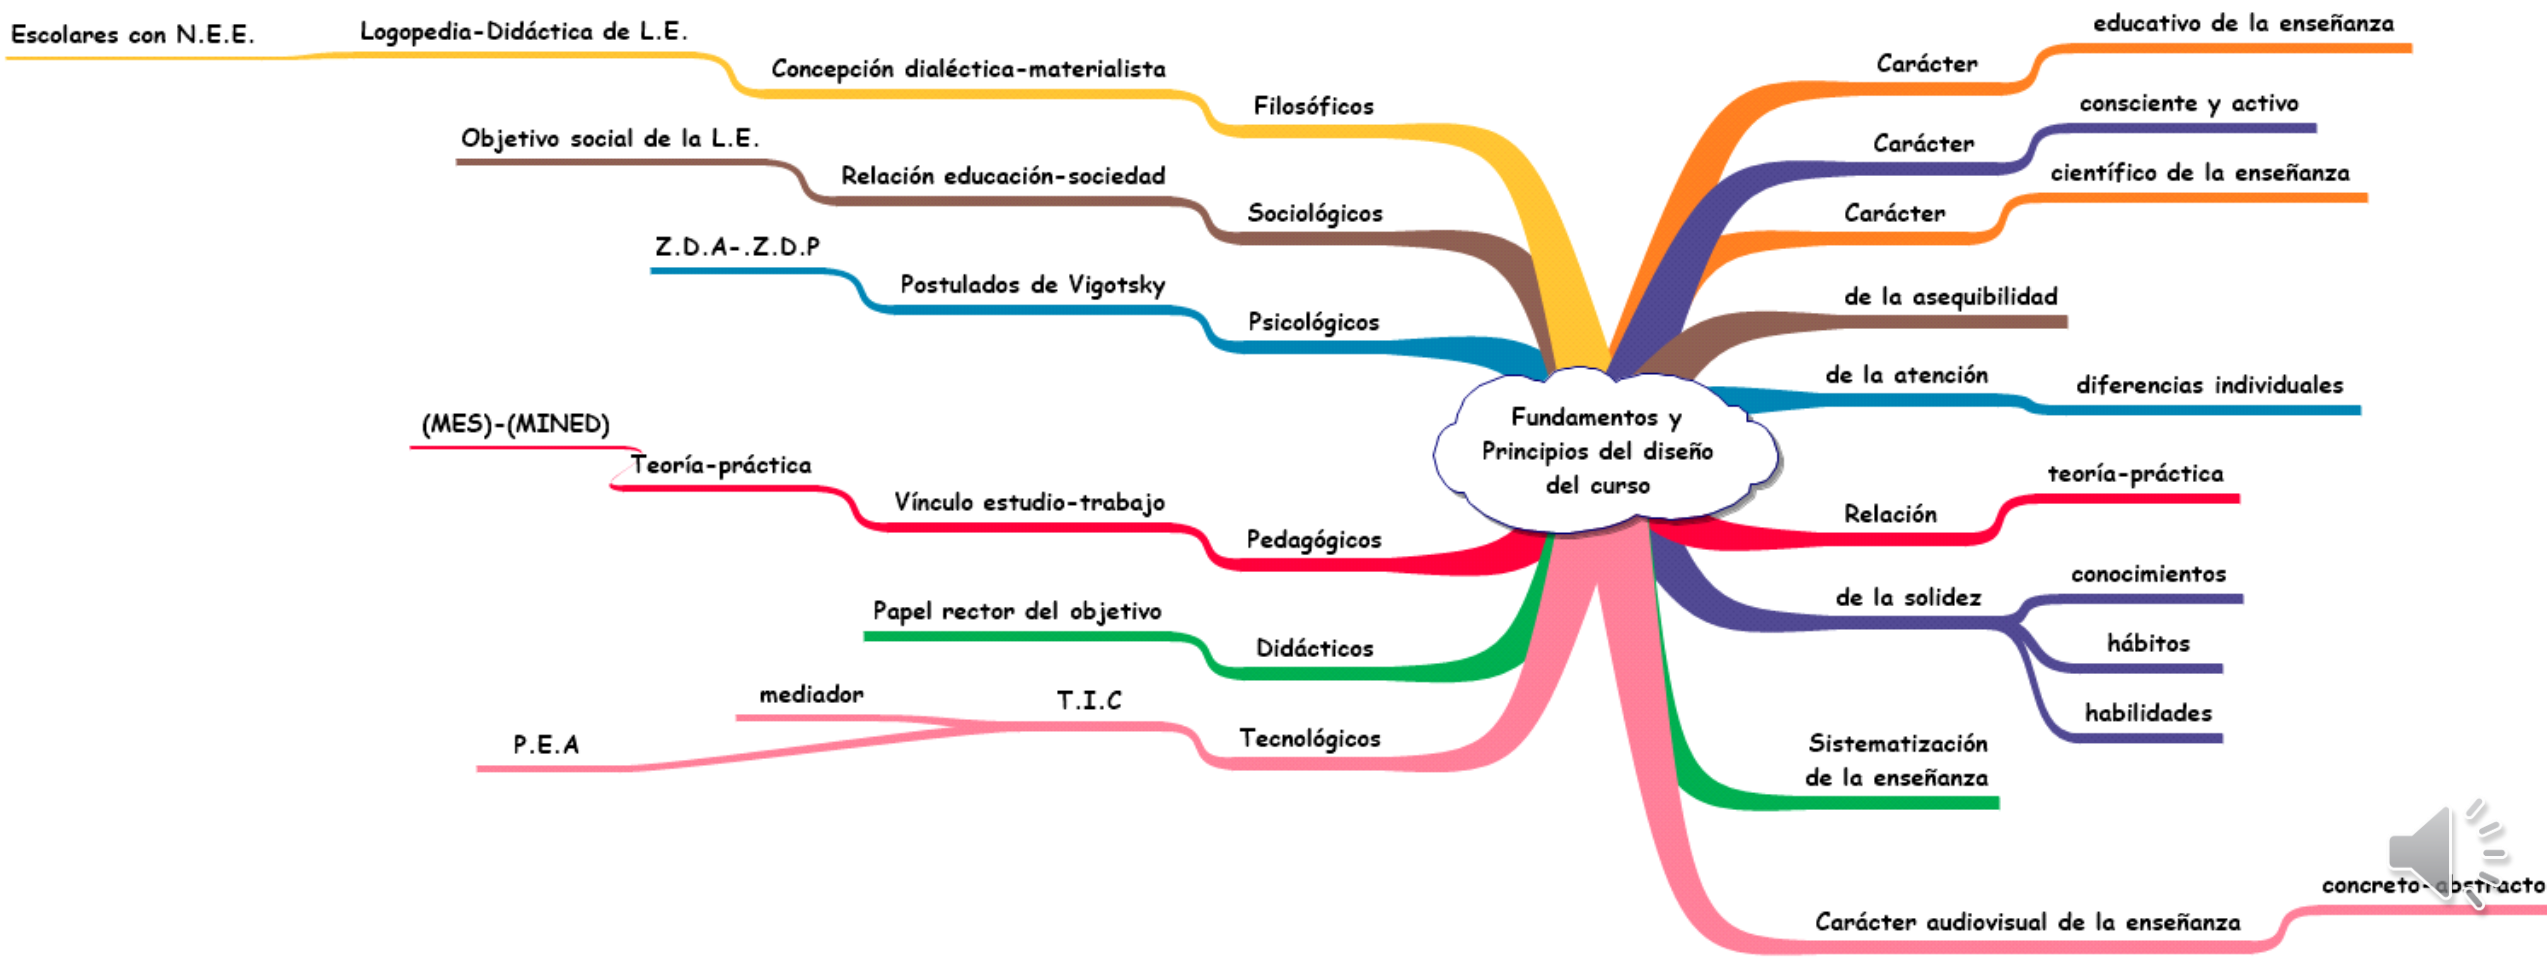 Fundamentos y
Principios del diseño
del curso
Filosóficos
Concepción dialéctica-materialista
Logopedia-Didáctica de L.E.
Escolares con N.E.E.
Sociológicos
Relación educación-sociedad
Objetivo social de la L.E.
Psicológicos
Postulados de Vigotsky
Z.D.A-.Z.D.P
Pedagógicos
Vínculo estudio-trabajo
Teoría-práctica
(MES)-(MINED)
Didácticos
Papel rector del objetivo
Tecnológicos
T.I.C
mediador
P.E.A
Carácter
educativo de la enseñanza
Carácter
consciente y activo
Carácter
científico de la enseñanza
de la asequibilidad
de la atención
diferencias individuales
Relación
teoría-práctica
de la solidez
conocimientos
hábitos
habilidades
Sistematización
de la enseñanza
Carácter audiovisual de la enseñanza
concreto-abstracto